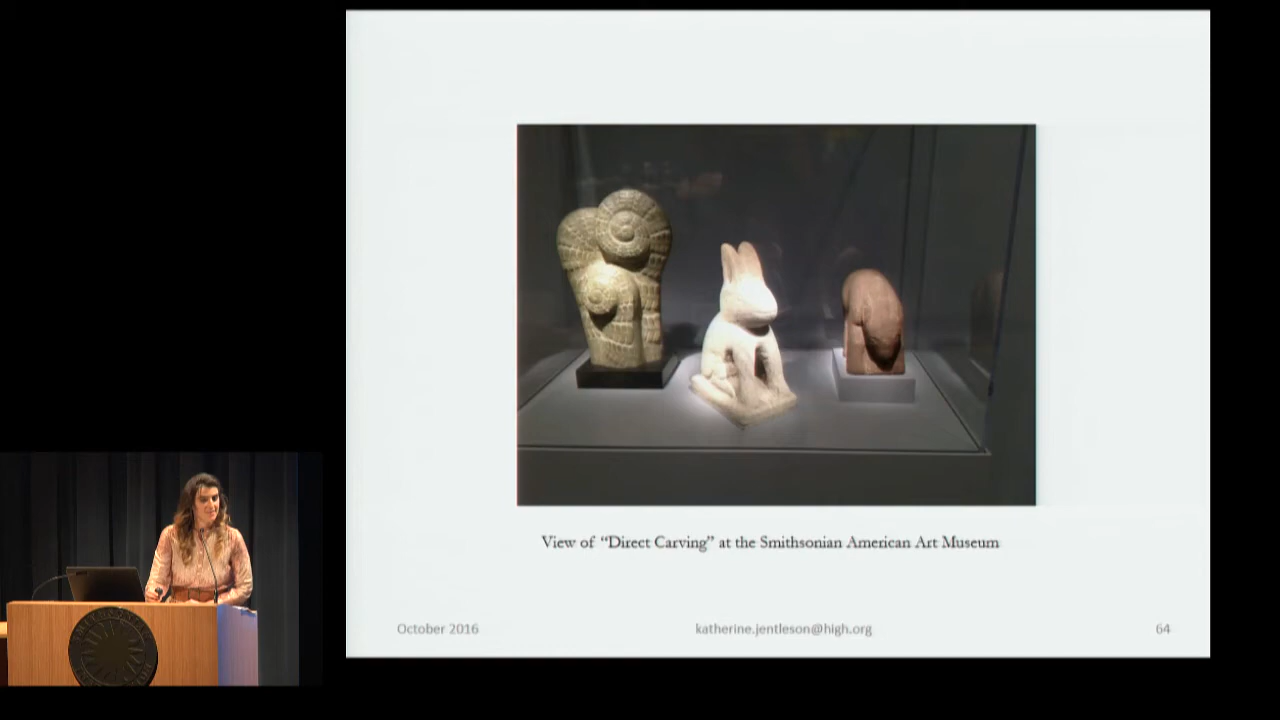 View of “Direct Carving” at the Smithsonian American Art Museum
October 2016
katherine.jentleson@high.org
64